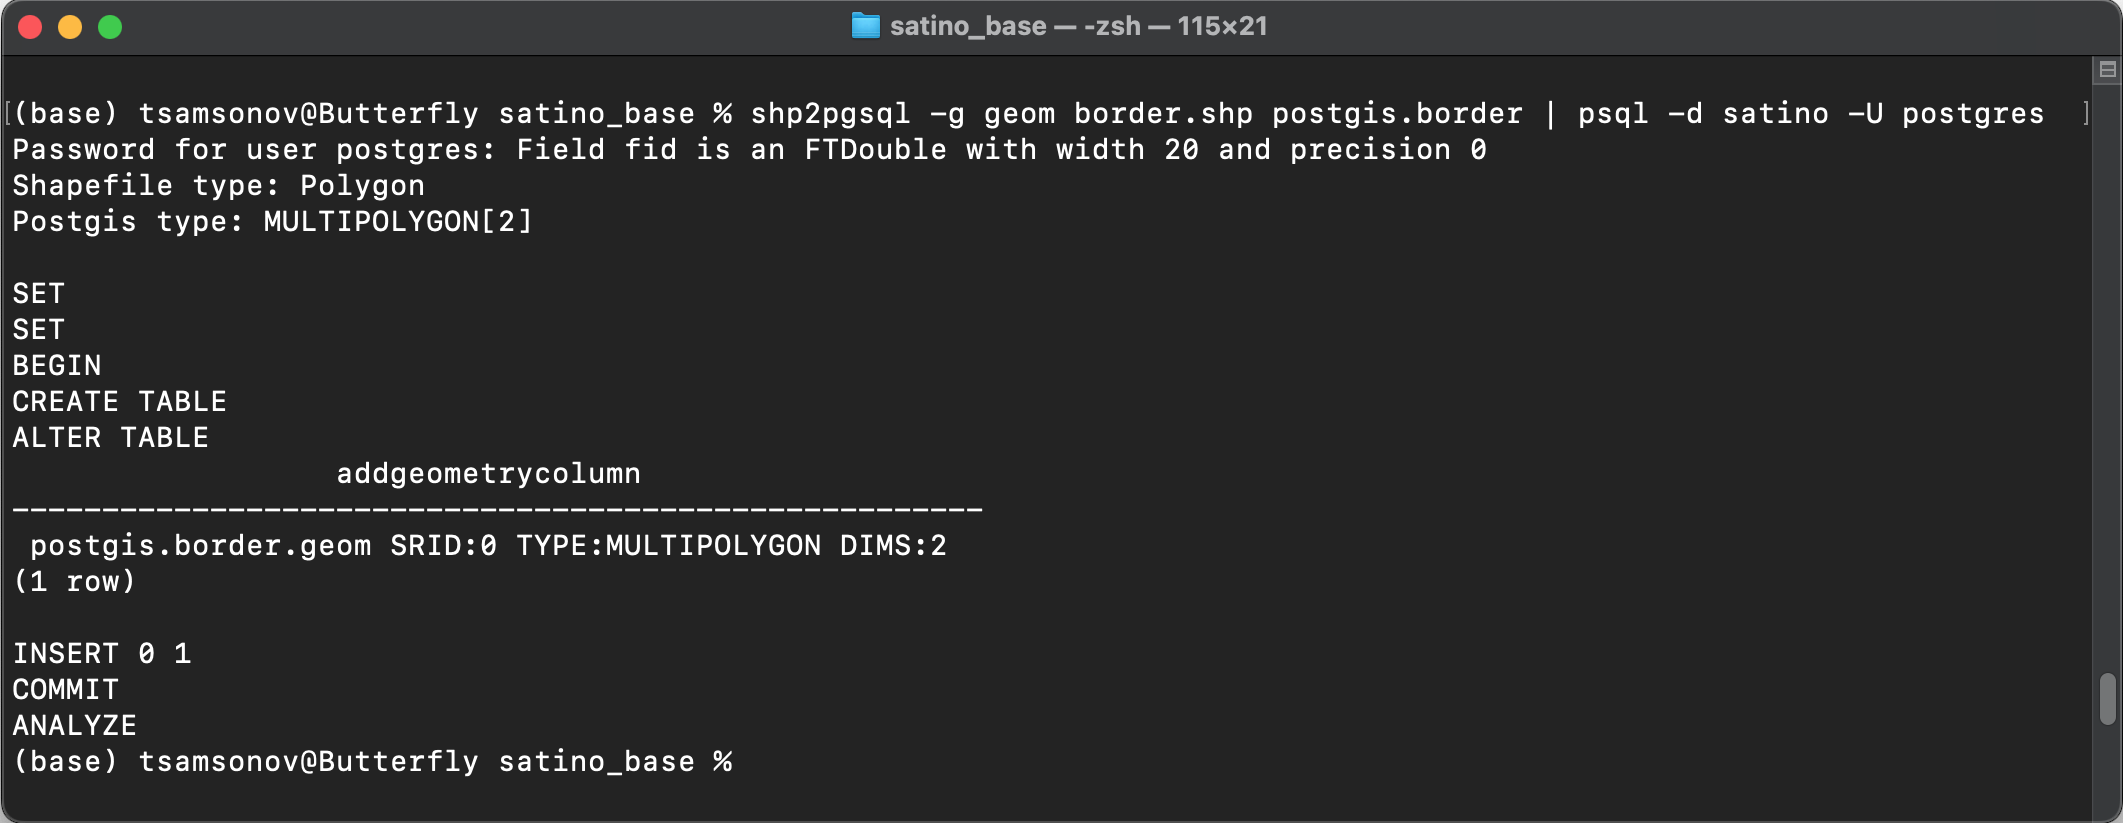 satino_base — -zsh — 115×21
(base) tsamsonov@Butterfly satino_base % shp2pgsql -g geom border.shp postgis.border | psql -d satino -U postgres
Password for user postgres: Field fid is an FTDouble with width 20 and precision 0
Shapefile type: Polygon
Postgis type: MULTIPOLYGON[2]
SET
SET
BEGIN
CREATE TABLE
ALTER TABLE
addgeometrycolumn
------------------------------------------------------
postgis.border.geom SRID:0 TYPE:MULTIPOLYGON DIMS:2
(1 row)
INSERT 0 1
COMMIT
ANALYZE
(base) tsamsonov@Butterfly satino_base %